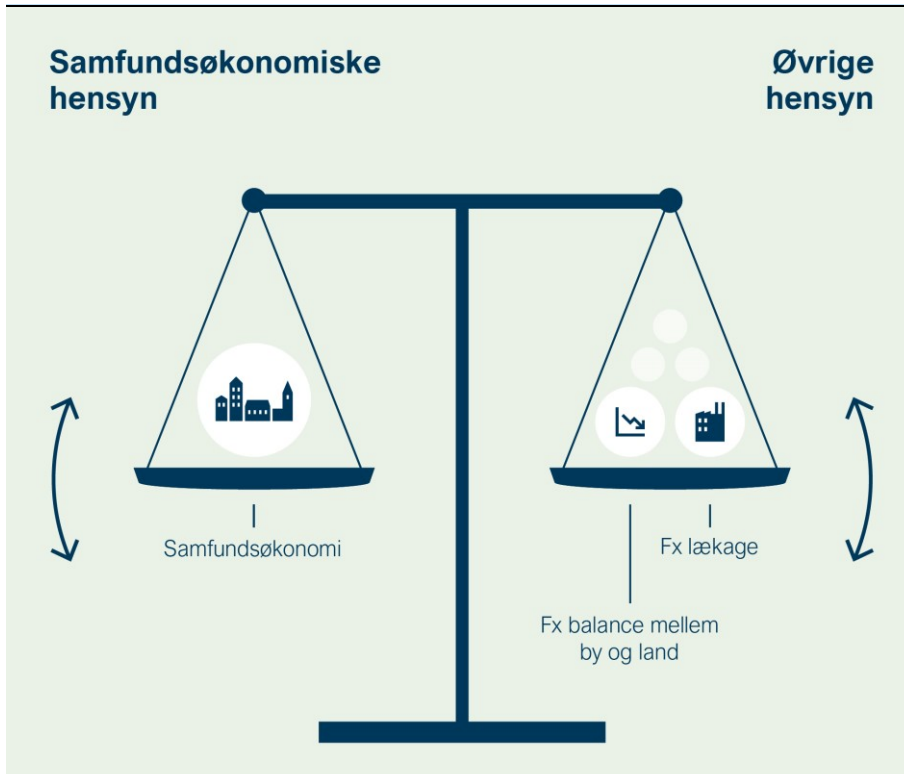 Samfundsøkonomiske
hensyn
Øvrige
hensyn
Samfundsøkonomi
Fx lækage
Fx balance mellem
by og land